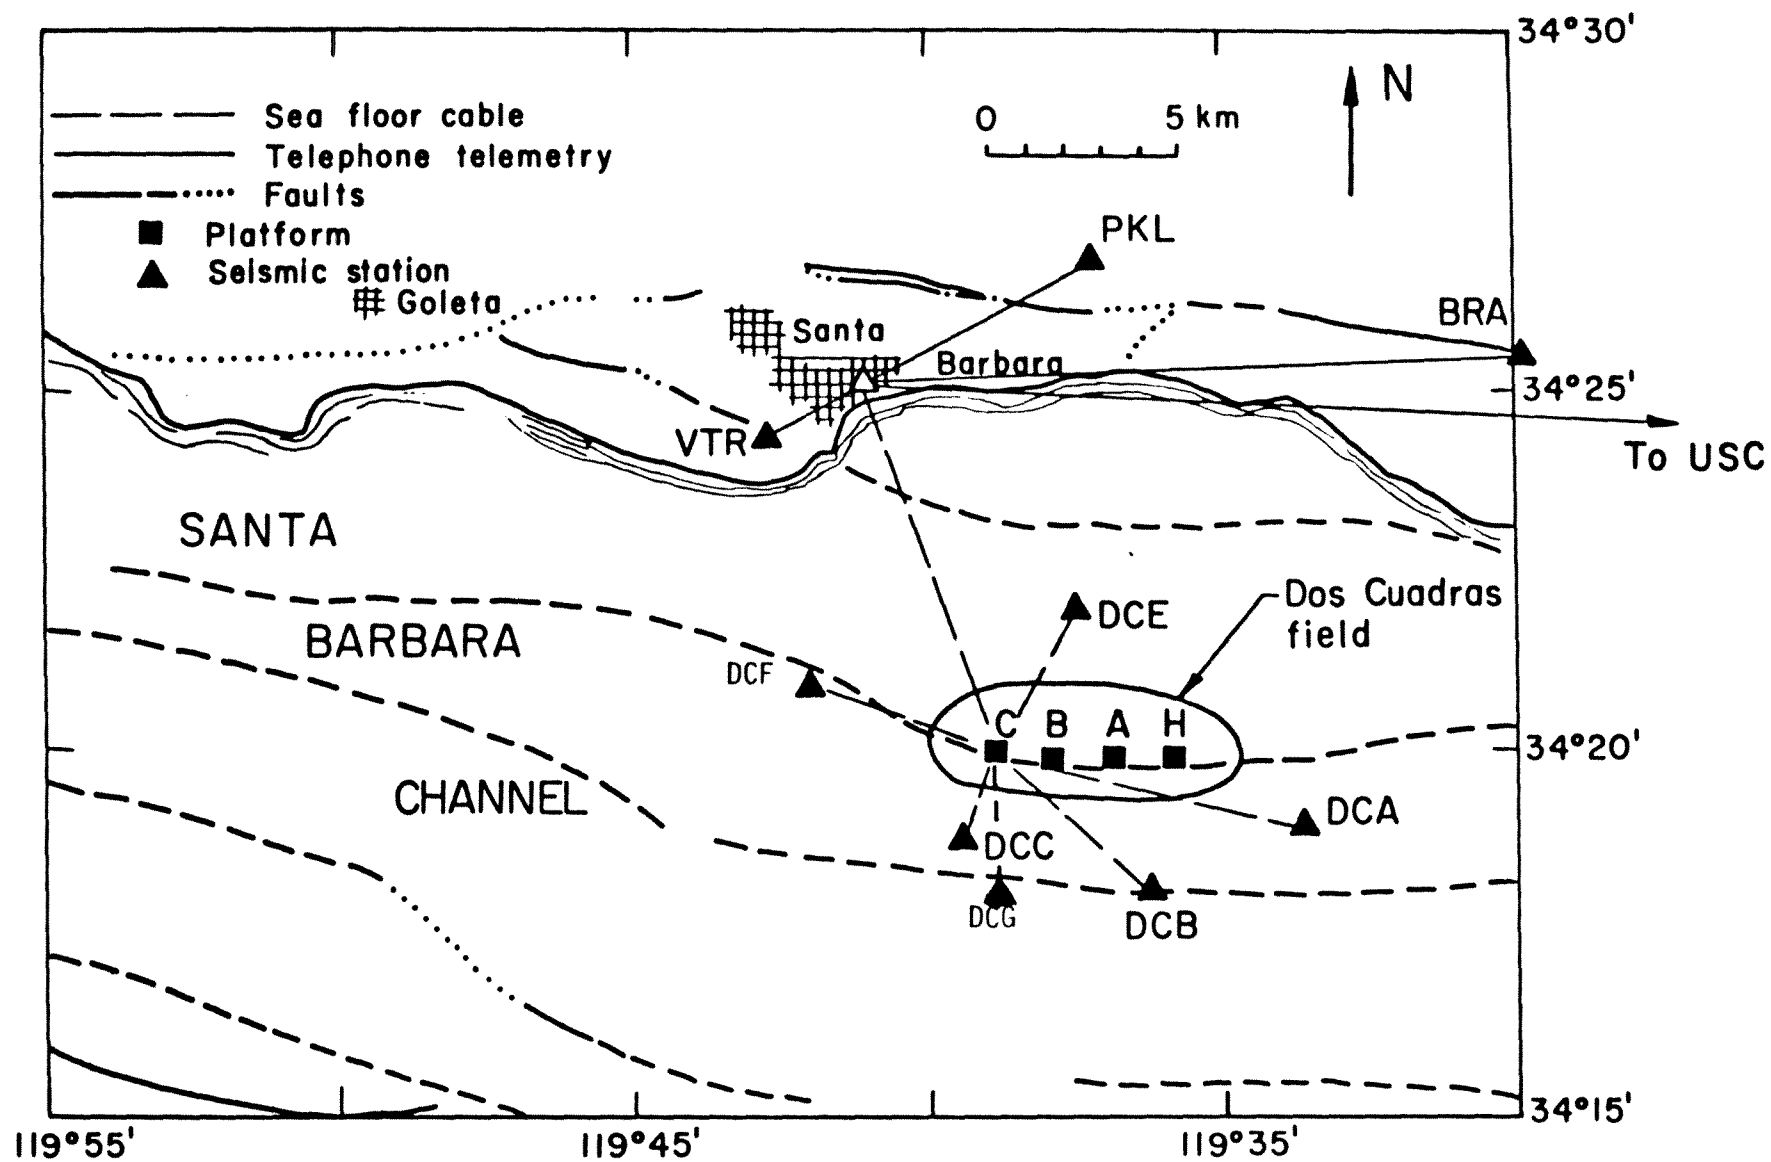 34°30'
N
0 5 km
Sea floor cable
Telephone telemetry
Faults
Platform
Seismic station
Goleta
PKL
BRA
Santa
Barbara
34°25'
VTR
To USC
SANTA
BARBARA
CHANNEL
Dos Cuadras
field
DCE
DCF
C B A H
34°20'
DCA
DCC
DCG
DCB
34°15'
119°55' 119°45' 119°35'